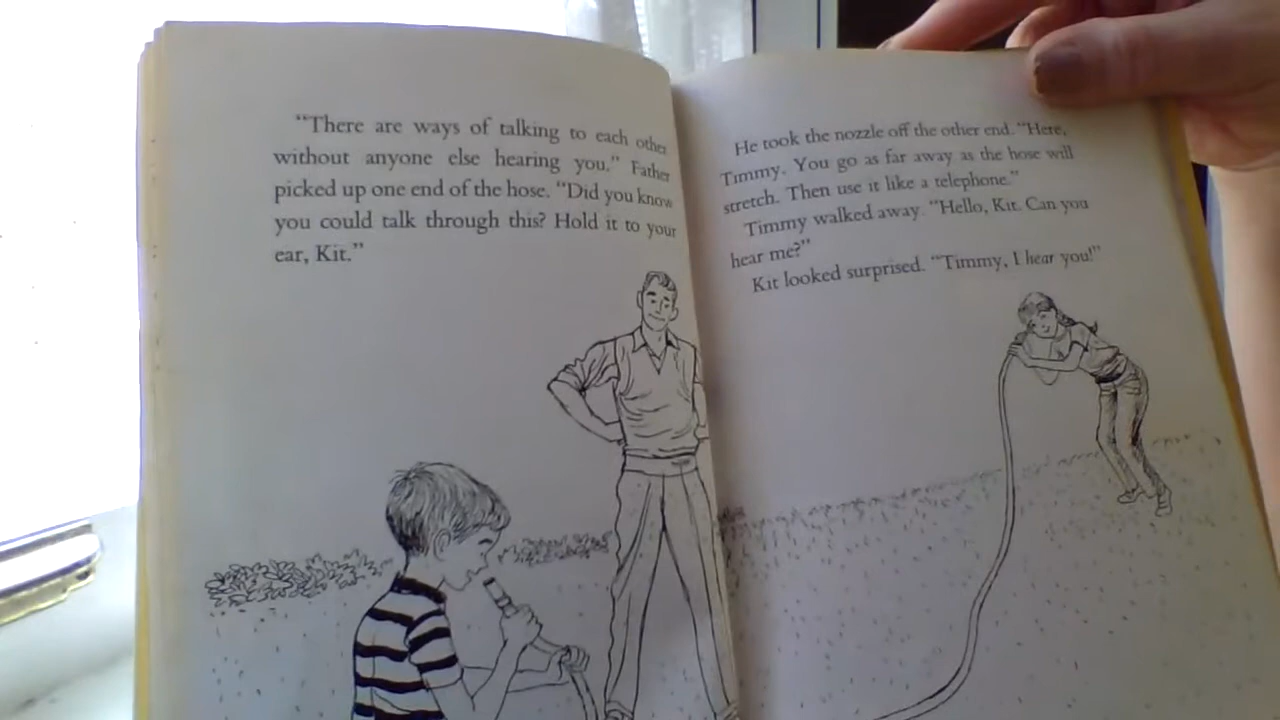 “There are ways of talking to each other
without anyone else hearing you.” Father
picked up one end of the hose. “Did you know
you could talk through this? Hold it to your
ear, Kit.”
He took the nozzle off the other end. “Here,
Timmy. You go as far away as the hose will
stretch. Then use it like a telephone.”
Timmy walked away. “Hello, Kit. Can you
hear me?”
Kit looked surprised. “Timmy, I hear you!”